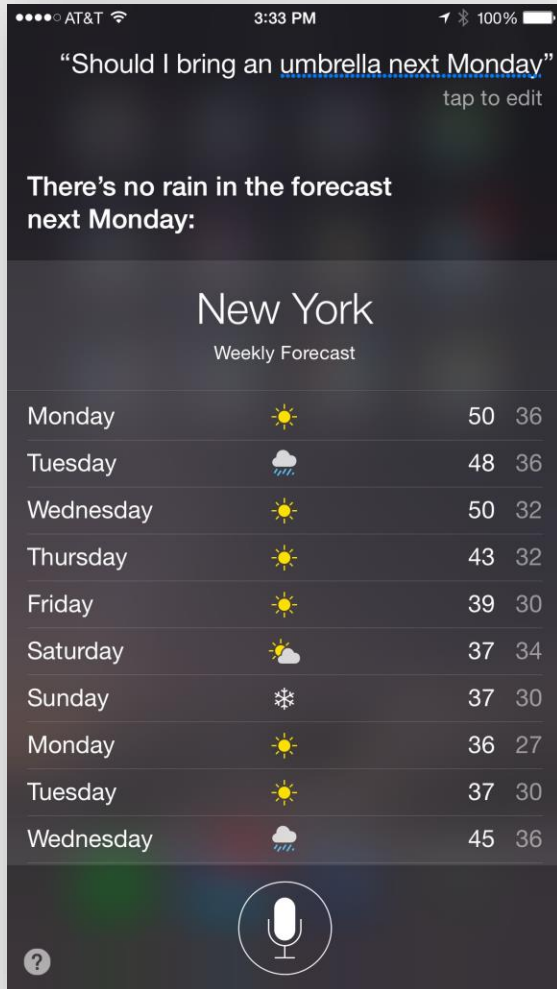 AT&T 3:33 PM 100%
“Should I bring an umbrella next Monday”
tap to edit
There’s no rain in the forecast
next Monday:
New York
Weekly Forecast
Monday 50 36
Tuesday 48 36
Wednesday 50 32
Thursday 43 32
Friday 39 30
Saturday 37 34
Sunday 37 30
Monday 36 27
Tuesday 37 30
Wednesday 45 36
?